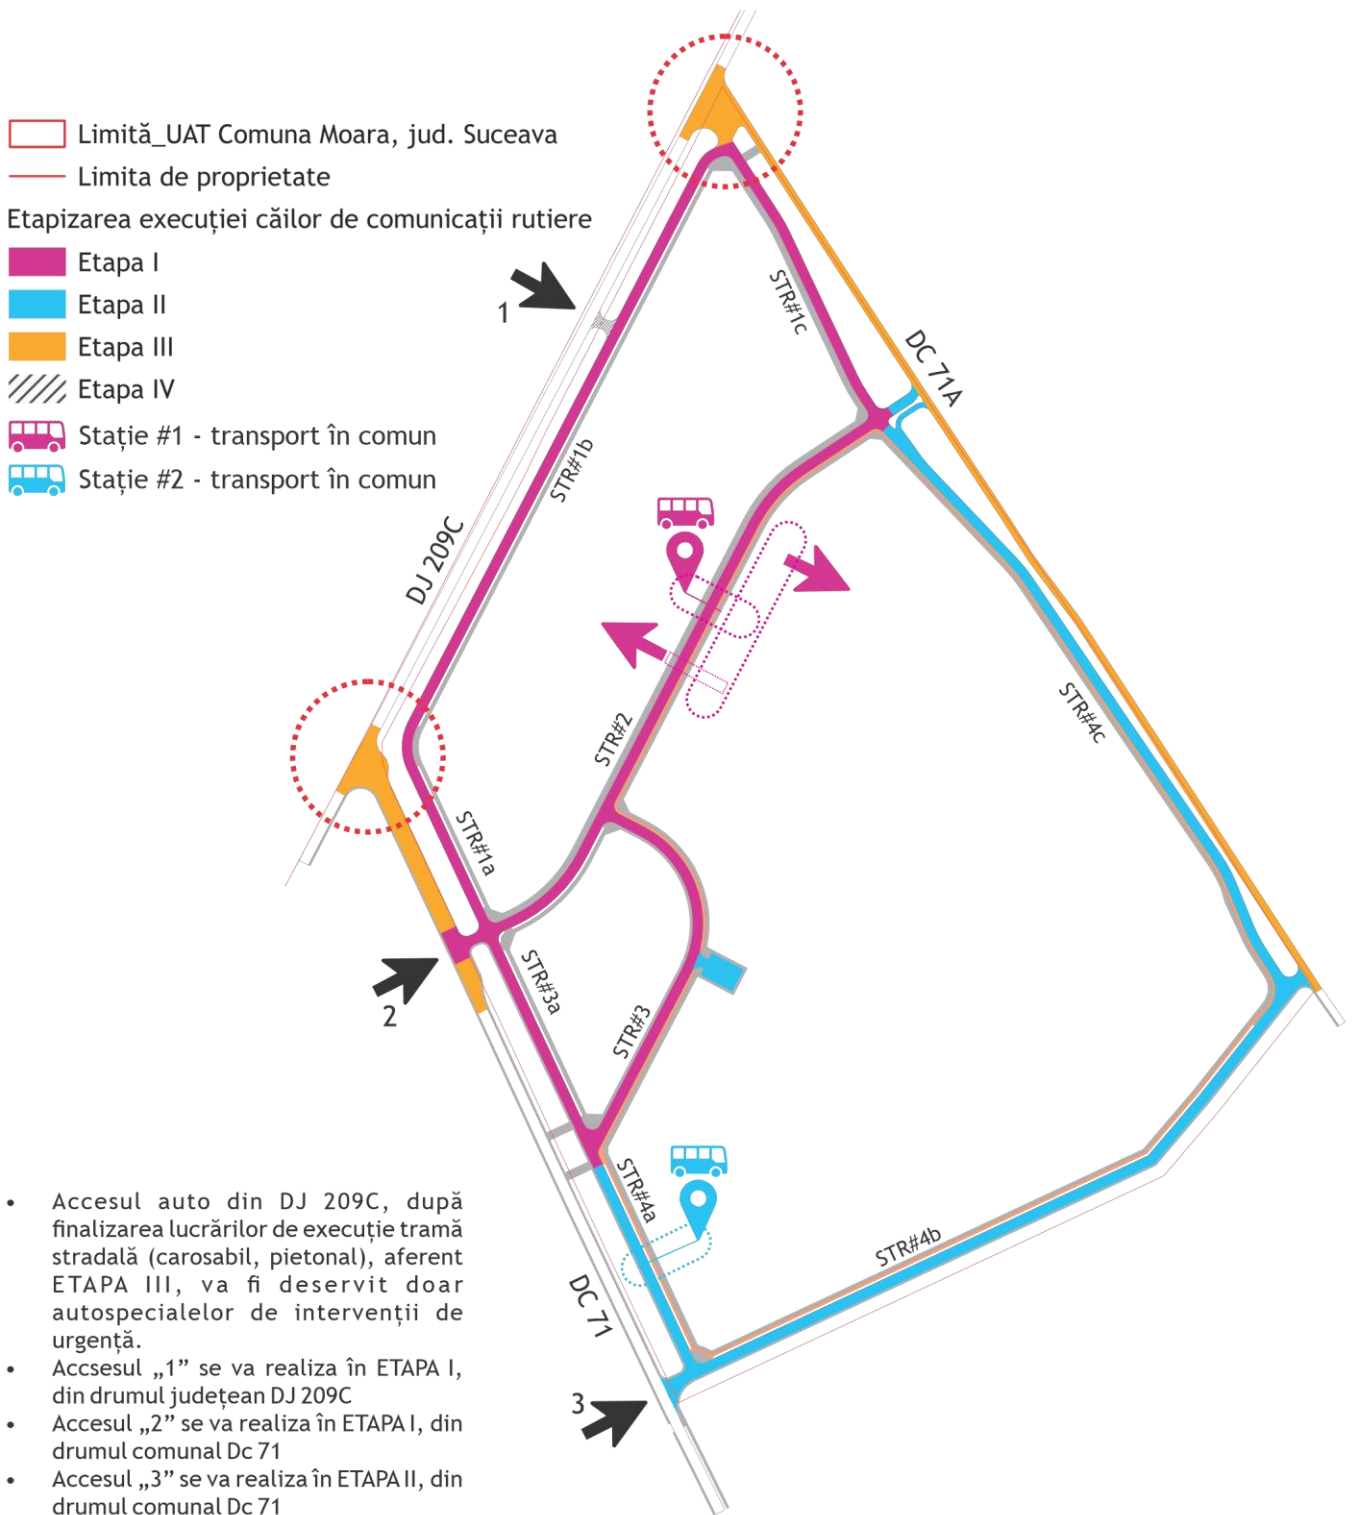 Limită_UAT Comuna Moara, jud. Suceava
Limita de proprietate
Etapizarea execuției căilor de comunicații rutiere
Etapa I
Etapa II
Etapa III
Etapa IV
Stație #1 - transport în comun
Stație #2 - transport în comun
1
STR#1c
DC 71A
STR#1b
DJ 209C
STR#2
STR#4c
STR#1a
STR#3a
2
STR#3
STR#4a
STR#4b
DC 71
3
• Accesul auto din DJ 209C, după
finalizarea lucrărilor de execuție tramă
stradală (carosabil, pietonal), aferent
ETAPA III, va fi deservit doar
autospecialelor de intervenții de
urgență.
• Accsesul „1” se va realiza în ETAPA I,
din drumul județean DJ 209C
• Accesul „2” se va realiza în ETAPA I, din
drumul comunal Dc 71
• Accesul „3” se va realiza în ETAPA II, din
drumul comunal Dc 71